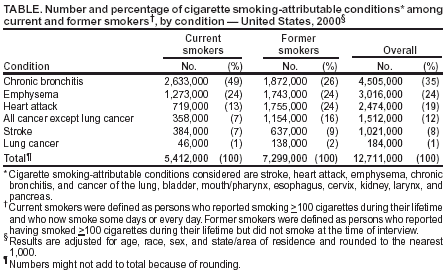 TABLE. Number and percentage of cigarette smoking-attributable conditions* among
current and former smokers†, by condition — United States, 2000§
Current Former
smokers smokers Overall
Condition No. (%) No. (%) No. (%)
Chronic bronchitis 2,633,000 (49) 1,872,000 (26) 4,505,000 (35)
Emphysema 1,273,000 (24) 1,743,000 (24) 3,016,000 (24)
Heart attack 719,000 (13) 1,755,000 (24) 2,474,000 (19)
All cancer except lung cancer 358,000 (7) 1,154,000 (16) 1,512,000 (12)
Stroke 384,000 (7) 637,000 (9) 1,021,000 (8)
Lung cancer 46,000 (1) 138,000 (2) 184,000 (1)
Total¶ 5,412,000 (100) 7,299,000 (100) 12,711,000 (100)
* Cigarette smoking-attributable conditions considered are stroke, heart attack, emphysema, chronic
bronchitis, and cancer of the lung, bladder, mouth/pharynx, esophagus, cervix, kidney, larynx, and
pancreas.
† Current smokers were defined as persons who reported smoking ≥100 cigarettes during their lifetime
and who now smoke some days or every day. Former smokers were defined as persons who reported
having smoked ≥100 cigarettes during their lifetime but did not smoke at the time of interview.
§ Results are adjusted for age, race, sex, and state/area of residence and rounded to the nearest
1,000.
¶ Numbers might not add to total because of rounding.